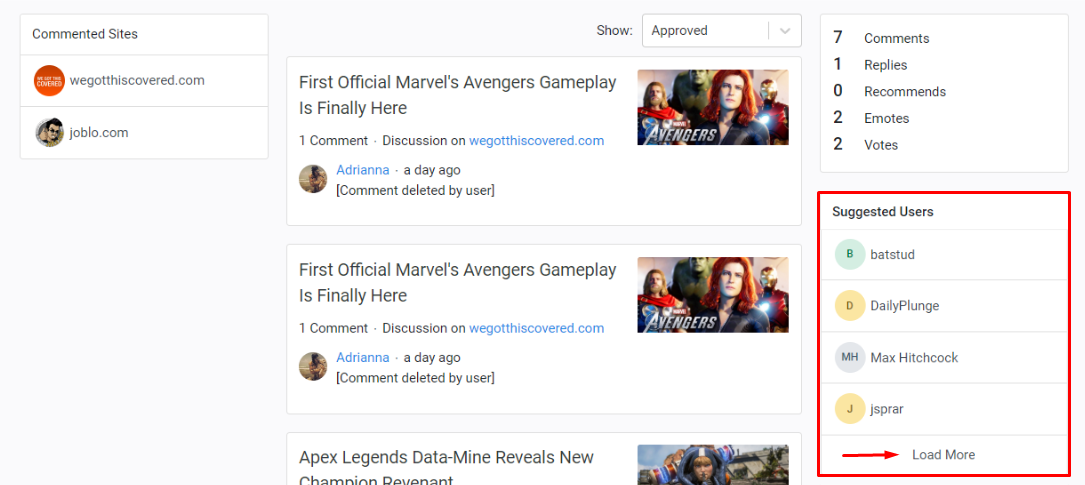 Commented Sites
WE GOT THIS
COVERED
wegotthiscovered.com
joblo.com
Show: Approved
First Official Marvel's Avengers Gameplay
Is Finally Here
1 Comment · Discussion on wegotthiscovered.com
Adrianna · a day ago
[Comment deleted by user]
MARVEL
AVENGERS
First Official Marvel's Avengers Gameplay
Is Finally Here
1 Comment · Discussion on wegotthiscovered.com
Adrianna · a day ago
[Comment deleted by user]
MARVEL
AVENGERS
Apex Legends Data-Mine Reveals New
Champion Revenant
7 Comments
1 Replies
0 Recommends
2 Emotes
2 Votes
Suggested Users
B batstud
D DailyPlunge
MH Max Hitchcock
J jsprar
Load More